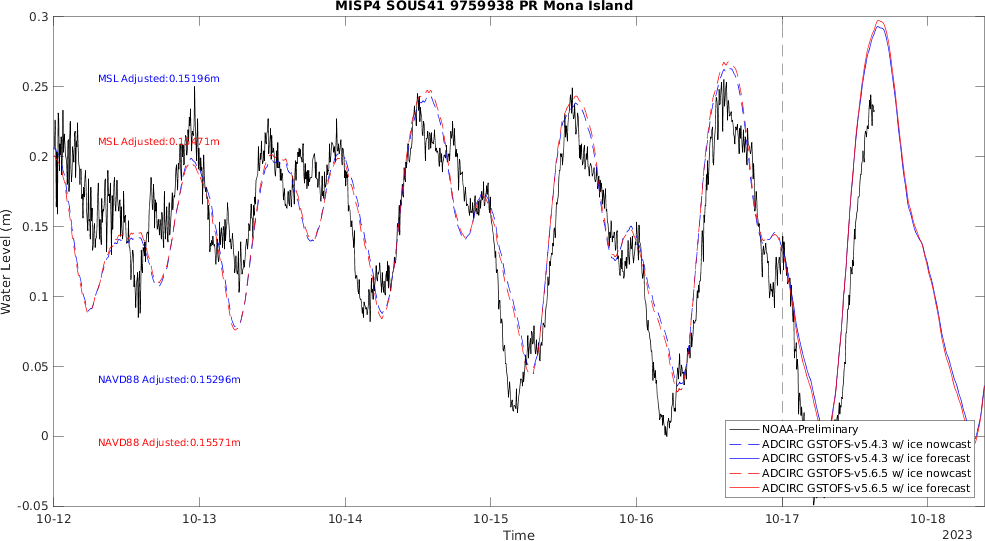 MISP4 SOUS41 9759938 PR Mona Island
0.3
0.25
0.2
0.15
0.1
0.05
0
-0.05
Water Level (m)
MSL Adjusted:0.15196m
MSL Adjusted:
NAVD88 Adjusted:0.15296m
NAVD88 Adjusted:0.15571m
NOAA-Preliminary
ADCIRC GSTOFS-v5.4.3 w/ ice nowcast
ADCIRC GSTOFS-v5.4.3 w/ ice forecast
ADCIRC GSTOFS-v5.6.5 w/ ice nowcast
ADCIRC GSTOFS-v5.6.5 w/ ice forecast
10-12 10-13 10-14 10-15 10-16 10-17 10-18
Time
2023